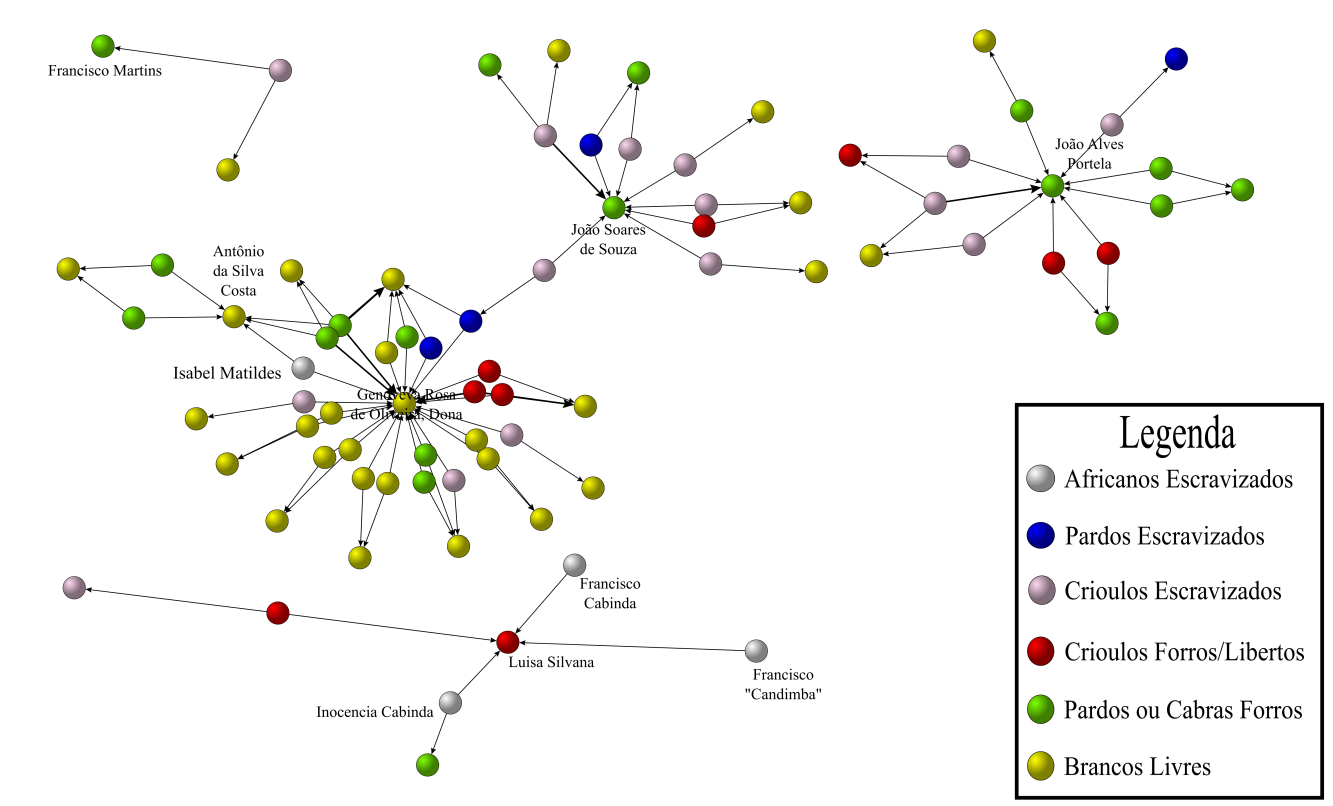 Francisco Martins
João Alves
Portela
João Soares
de Souza
Antônio
da Silva
Costa
Isabel Matildes
Genoveva Rosa
de Oliveira, Dona
Francisco
Cabinda
Luisa Silvana
Francisco
"Candimba"
Inocencia Cabinda
Legenda
Africanos Escravizados
Pardos Escravizados
Crioulos Escravizados
Crioulos Forros/Libertos
Pardos ou Cabras Forros
Brancos Livres